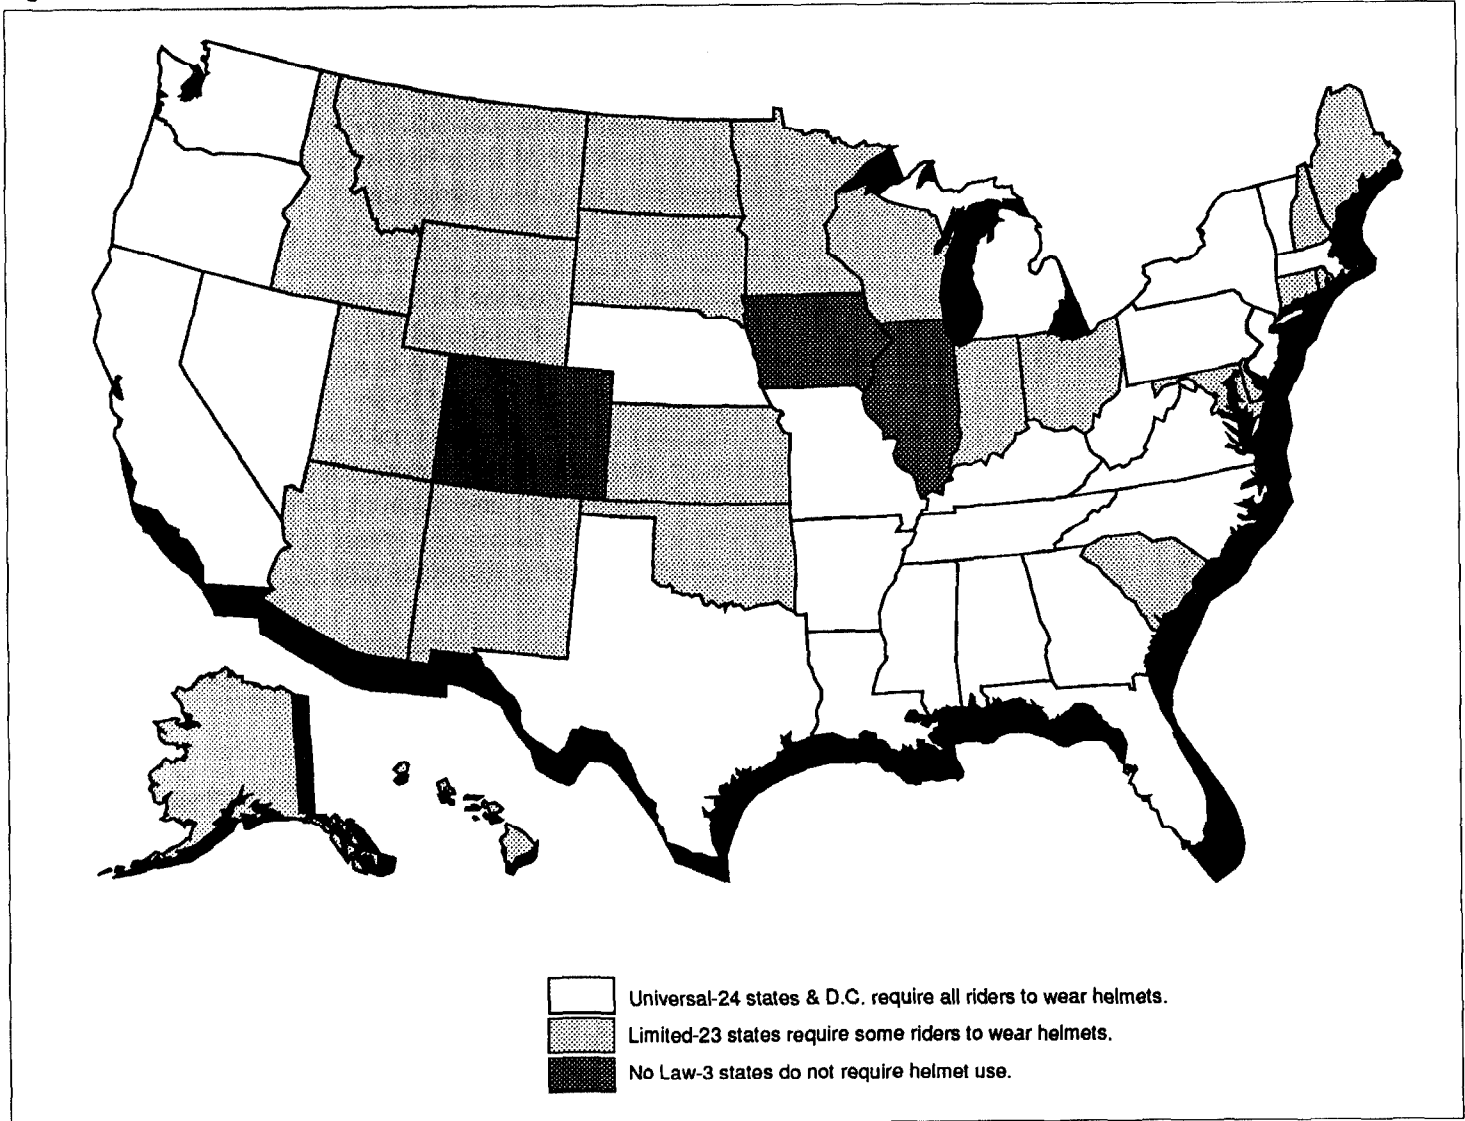 Universal-24 states & D.C. require all riders to wear helmets.
Limited-23 states require some riders to wear helmets.
No Law-3 states do not require helmet use.